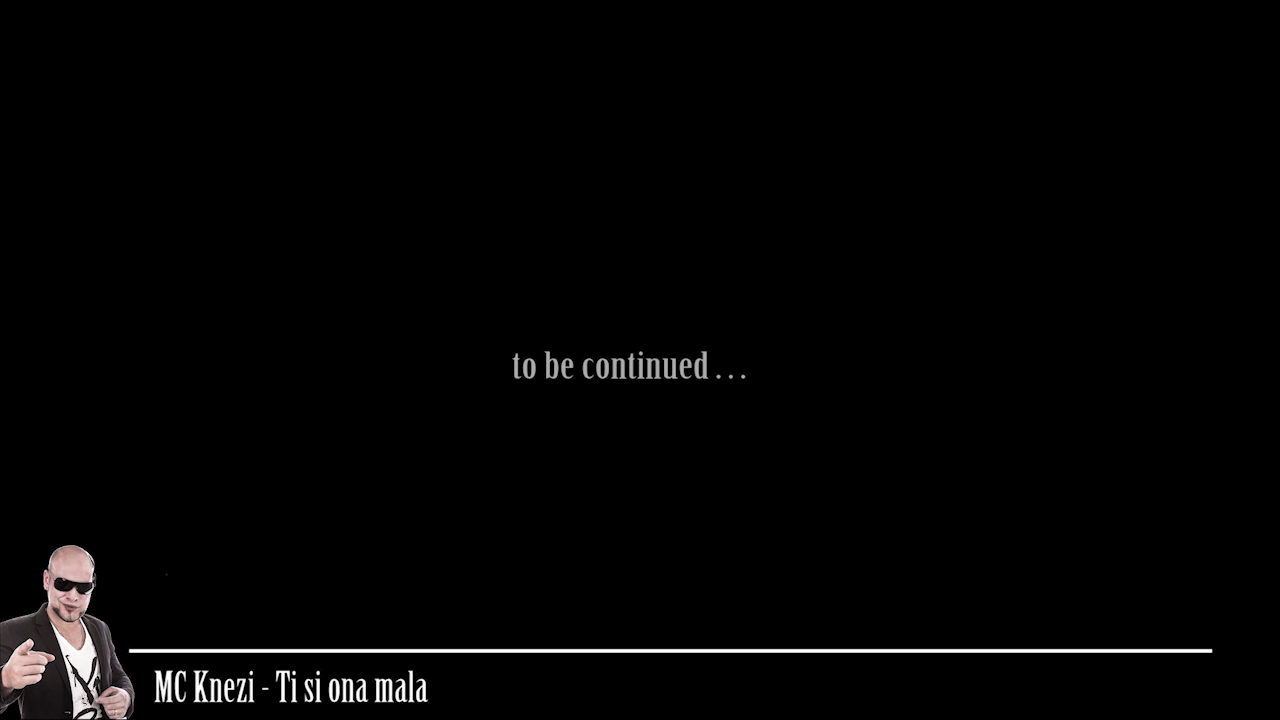 to be continued . . .
MC Knezi - Ti si ona mala